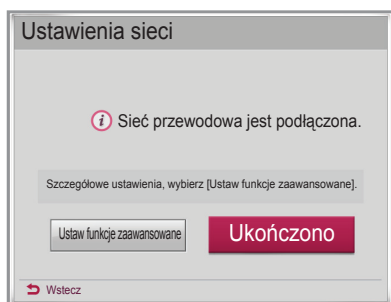 Ustawienia sieci
Sieć przewodowa jest podłączona.
Szczegółowe ustawienia, wybierz [Ustaw funkcje zaawansowane].
Ustaw funkcje zaawansowane
Ukończono
Wstecz